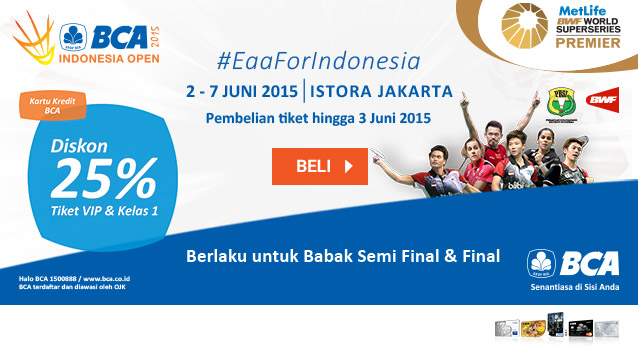 BCA
2015
INDONESIA OPEN
MetLife
BWF WORLD
SUPERSERIES
PREMIER
#EaaForIndonesia
2 - 7 JUNI 2015 | ISTORA JAKARTA
Pembelian tiket hingga 3 Juni 2015
PBSI
BWF
Kartu Kredit
BCA
Diskon
25%
Tiket VIP & Kelas 1
BELI
Berlaku untuk Babak Semi Final & Final
BCA
Senantiasa di Sisi Anda
Halo BCA 1500888 / www.bca.co.id
BCA terdaftar dan diawasi oleh OJK